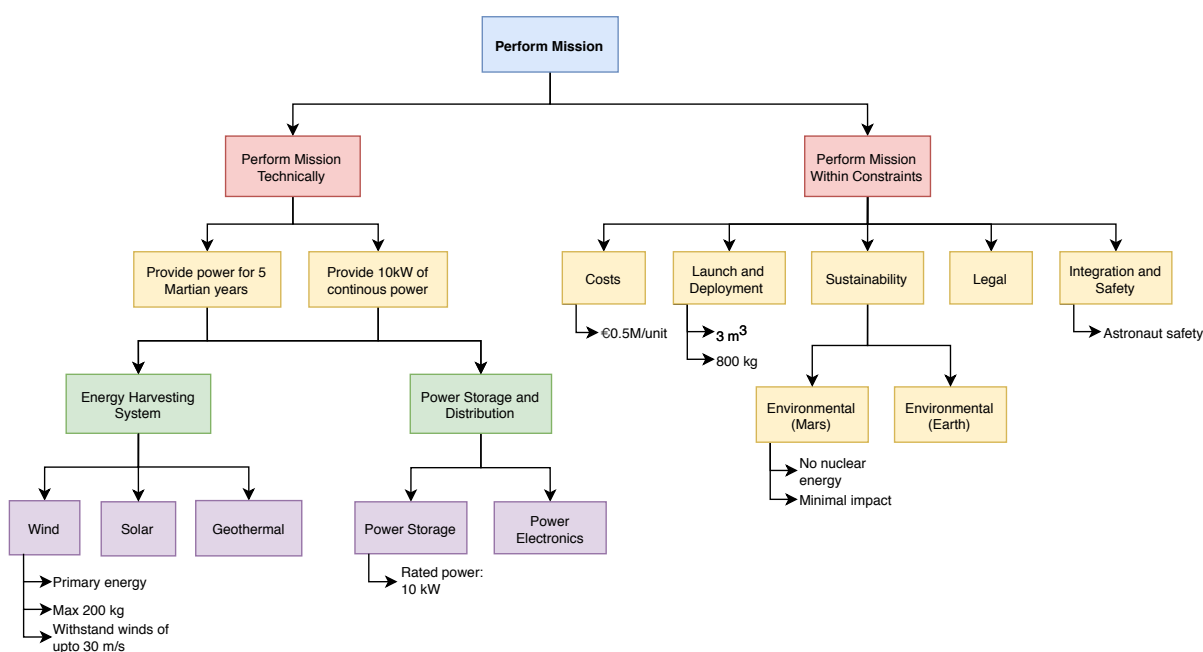 Perform Mission
Perform Mission
Technically
Perform Mission
Within Constraints
Provide power for 5
Martian years
Provide 10kW of
continous power
Costs
Launch and
Deployment
Sustainability
Legal
Integration and
Safety
€0.5M/unit
3 m³
800 kg
Astronaut safety
Energy Harvesting
System
Power Storage and
Distribution
Environmental
(Mars)
Environmental
(Earth)
No nuclear
energy
Minimal impact
Wind
Solar
Geothermal
Power Storage
Power
Electronics
Primary energy
Max 200 kg
Withstand winds of
upto 30 m/s
Rated power:
10 kW